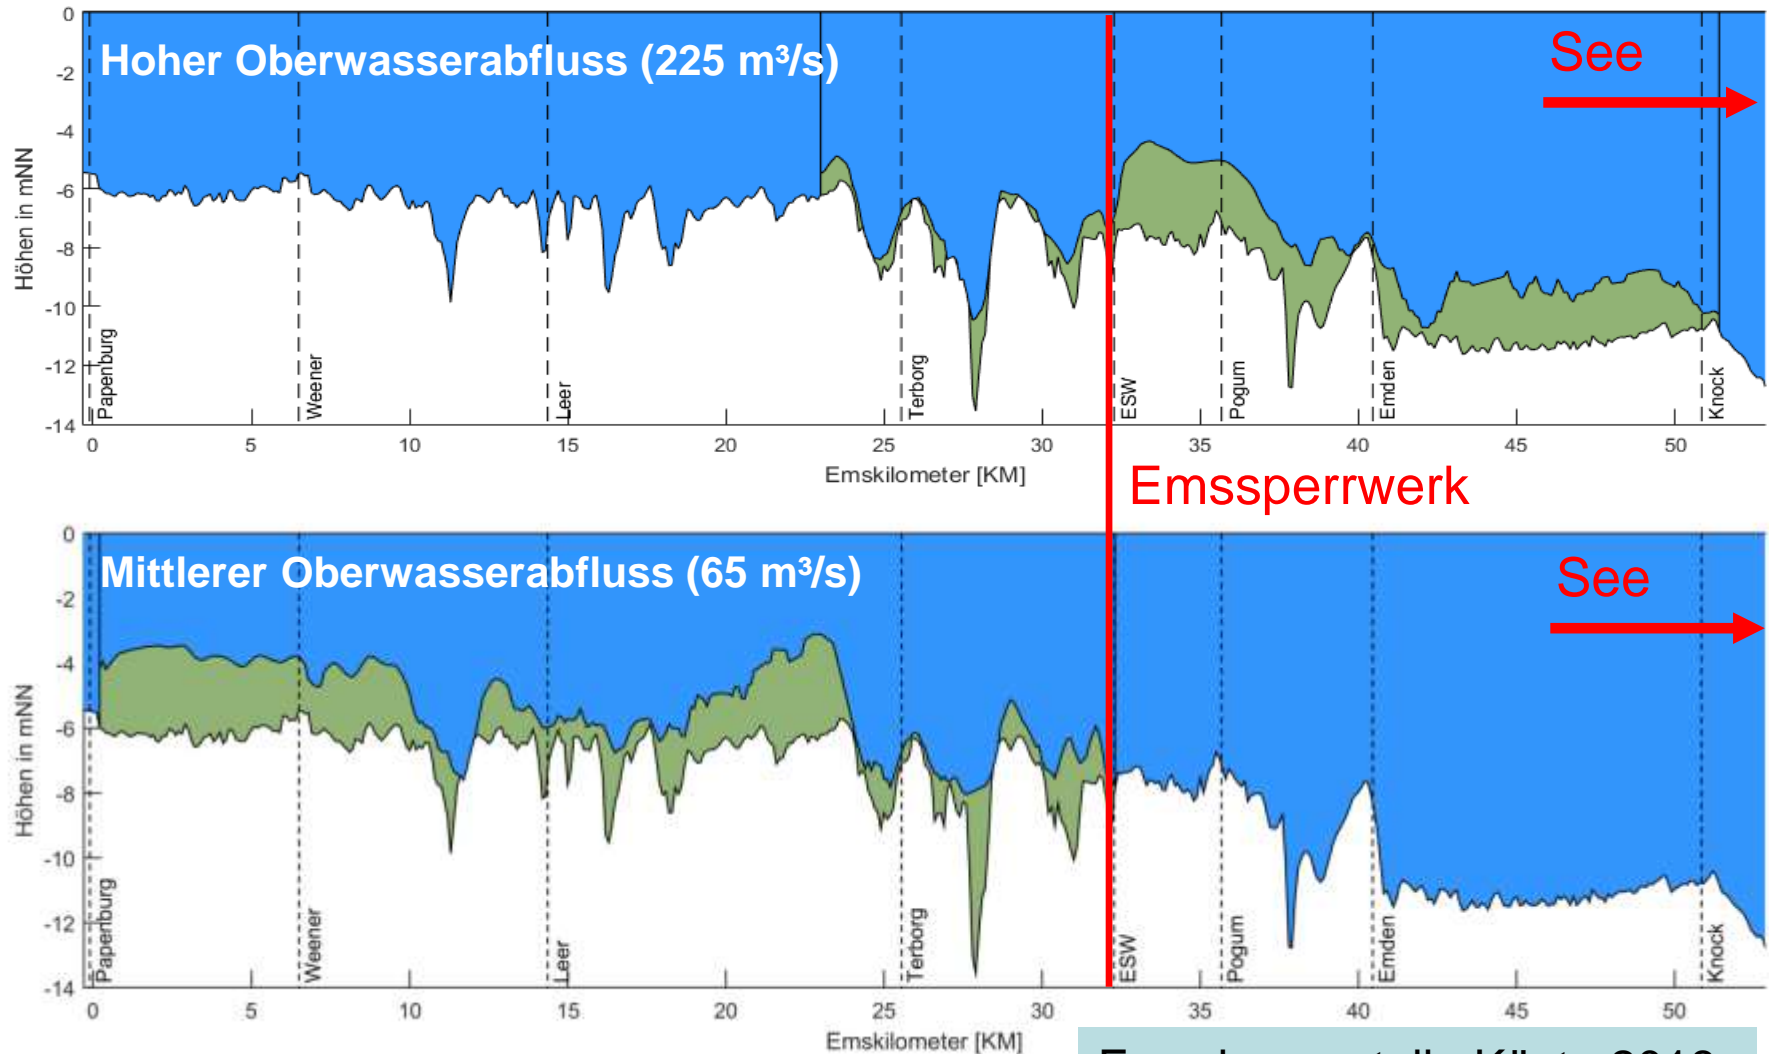 Hoher Oberwasserabfluss (225 m³/s)
See
Höhen in mNN
0
-2
-4
-6
-8
-10
-12
-14
Papenburg
Weener
Leer
Terborg
ESW
Pogum
Emden
Knock
0 5 10 15 20 25 30 35 40 45 50
Emskilometer [KM]
Emssperrwerk
Mittlerer Oberwasserabfluss (65 m³/s)
See
Höhen in mNN
0
-2
-4
-6
-8
-10
-12
-14
Papenburg
Weener
Leer
Terborg
ESW
Pogum
Emden
Knock
0 5 10 15 20 25 30 35 40 45 50
Emskilometer [KM]